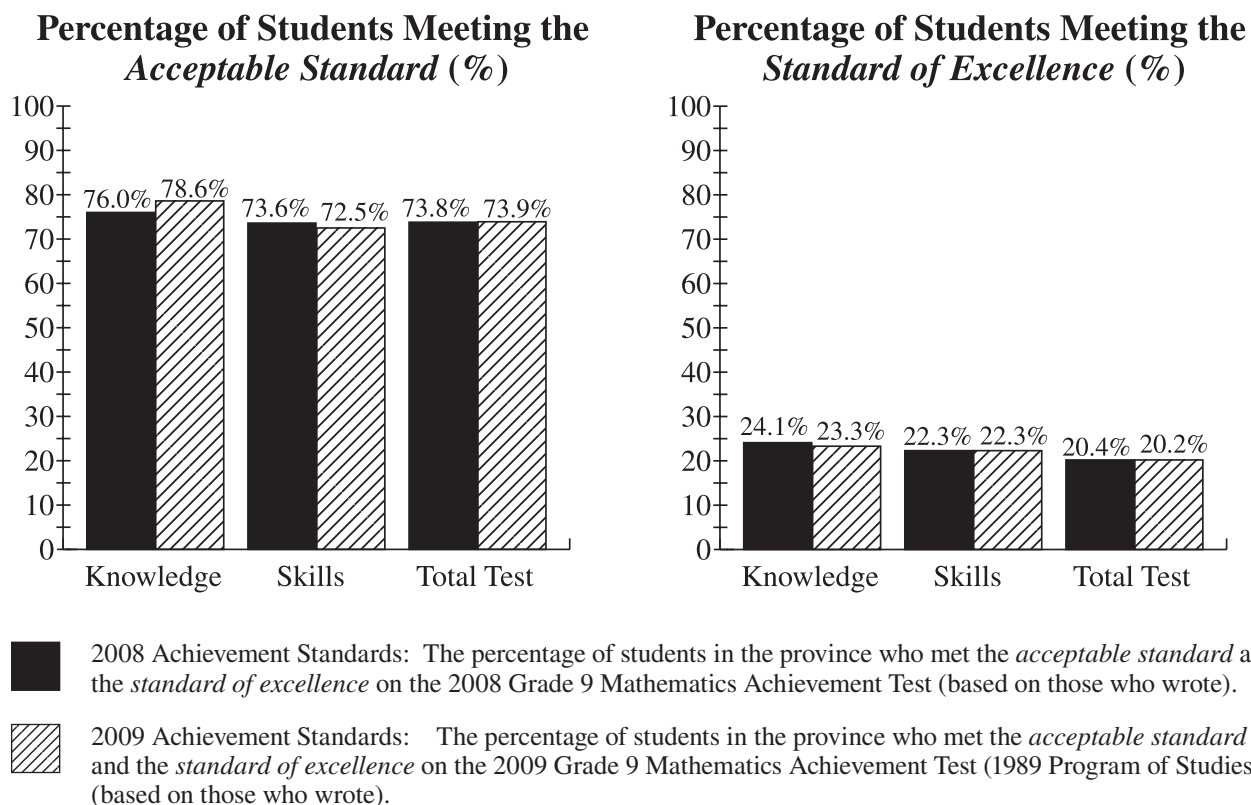 Percentage of Students Meeting the
Acceptable Standard (%)
100
90
80
70
60
50
40
30
20
10
0
76.0%
78.6%
73.6%
72.5%
73.8%
73.9%
Knowledge
Skills
Total Test
Percentage of Students Meeting the
Standard of Excellence (%)
100
90
80
70
60
50
40
30
20
10
0
24.1%
23.3%
22.3%
22.3%
20.4%
20.2%
Knowledge
Skills
Total Test
2008 Achievement Standards: The percentage of students in the province who met the acceptable standard a
the standard of excellence on the 2008 Grade 9 Mathematics Achievement Test (based on those who wrote).
2009 Achievement Standards: The percentage of students in the province who met the acceptable standard
and the standard of excellence on the 2009 Grade 9 Mathematics Achievement Test (1989 Program of Studies
(based on those who wrote).